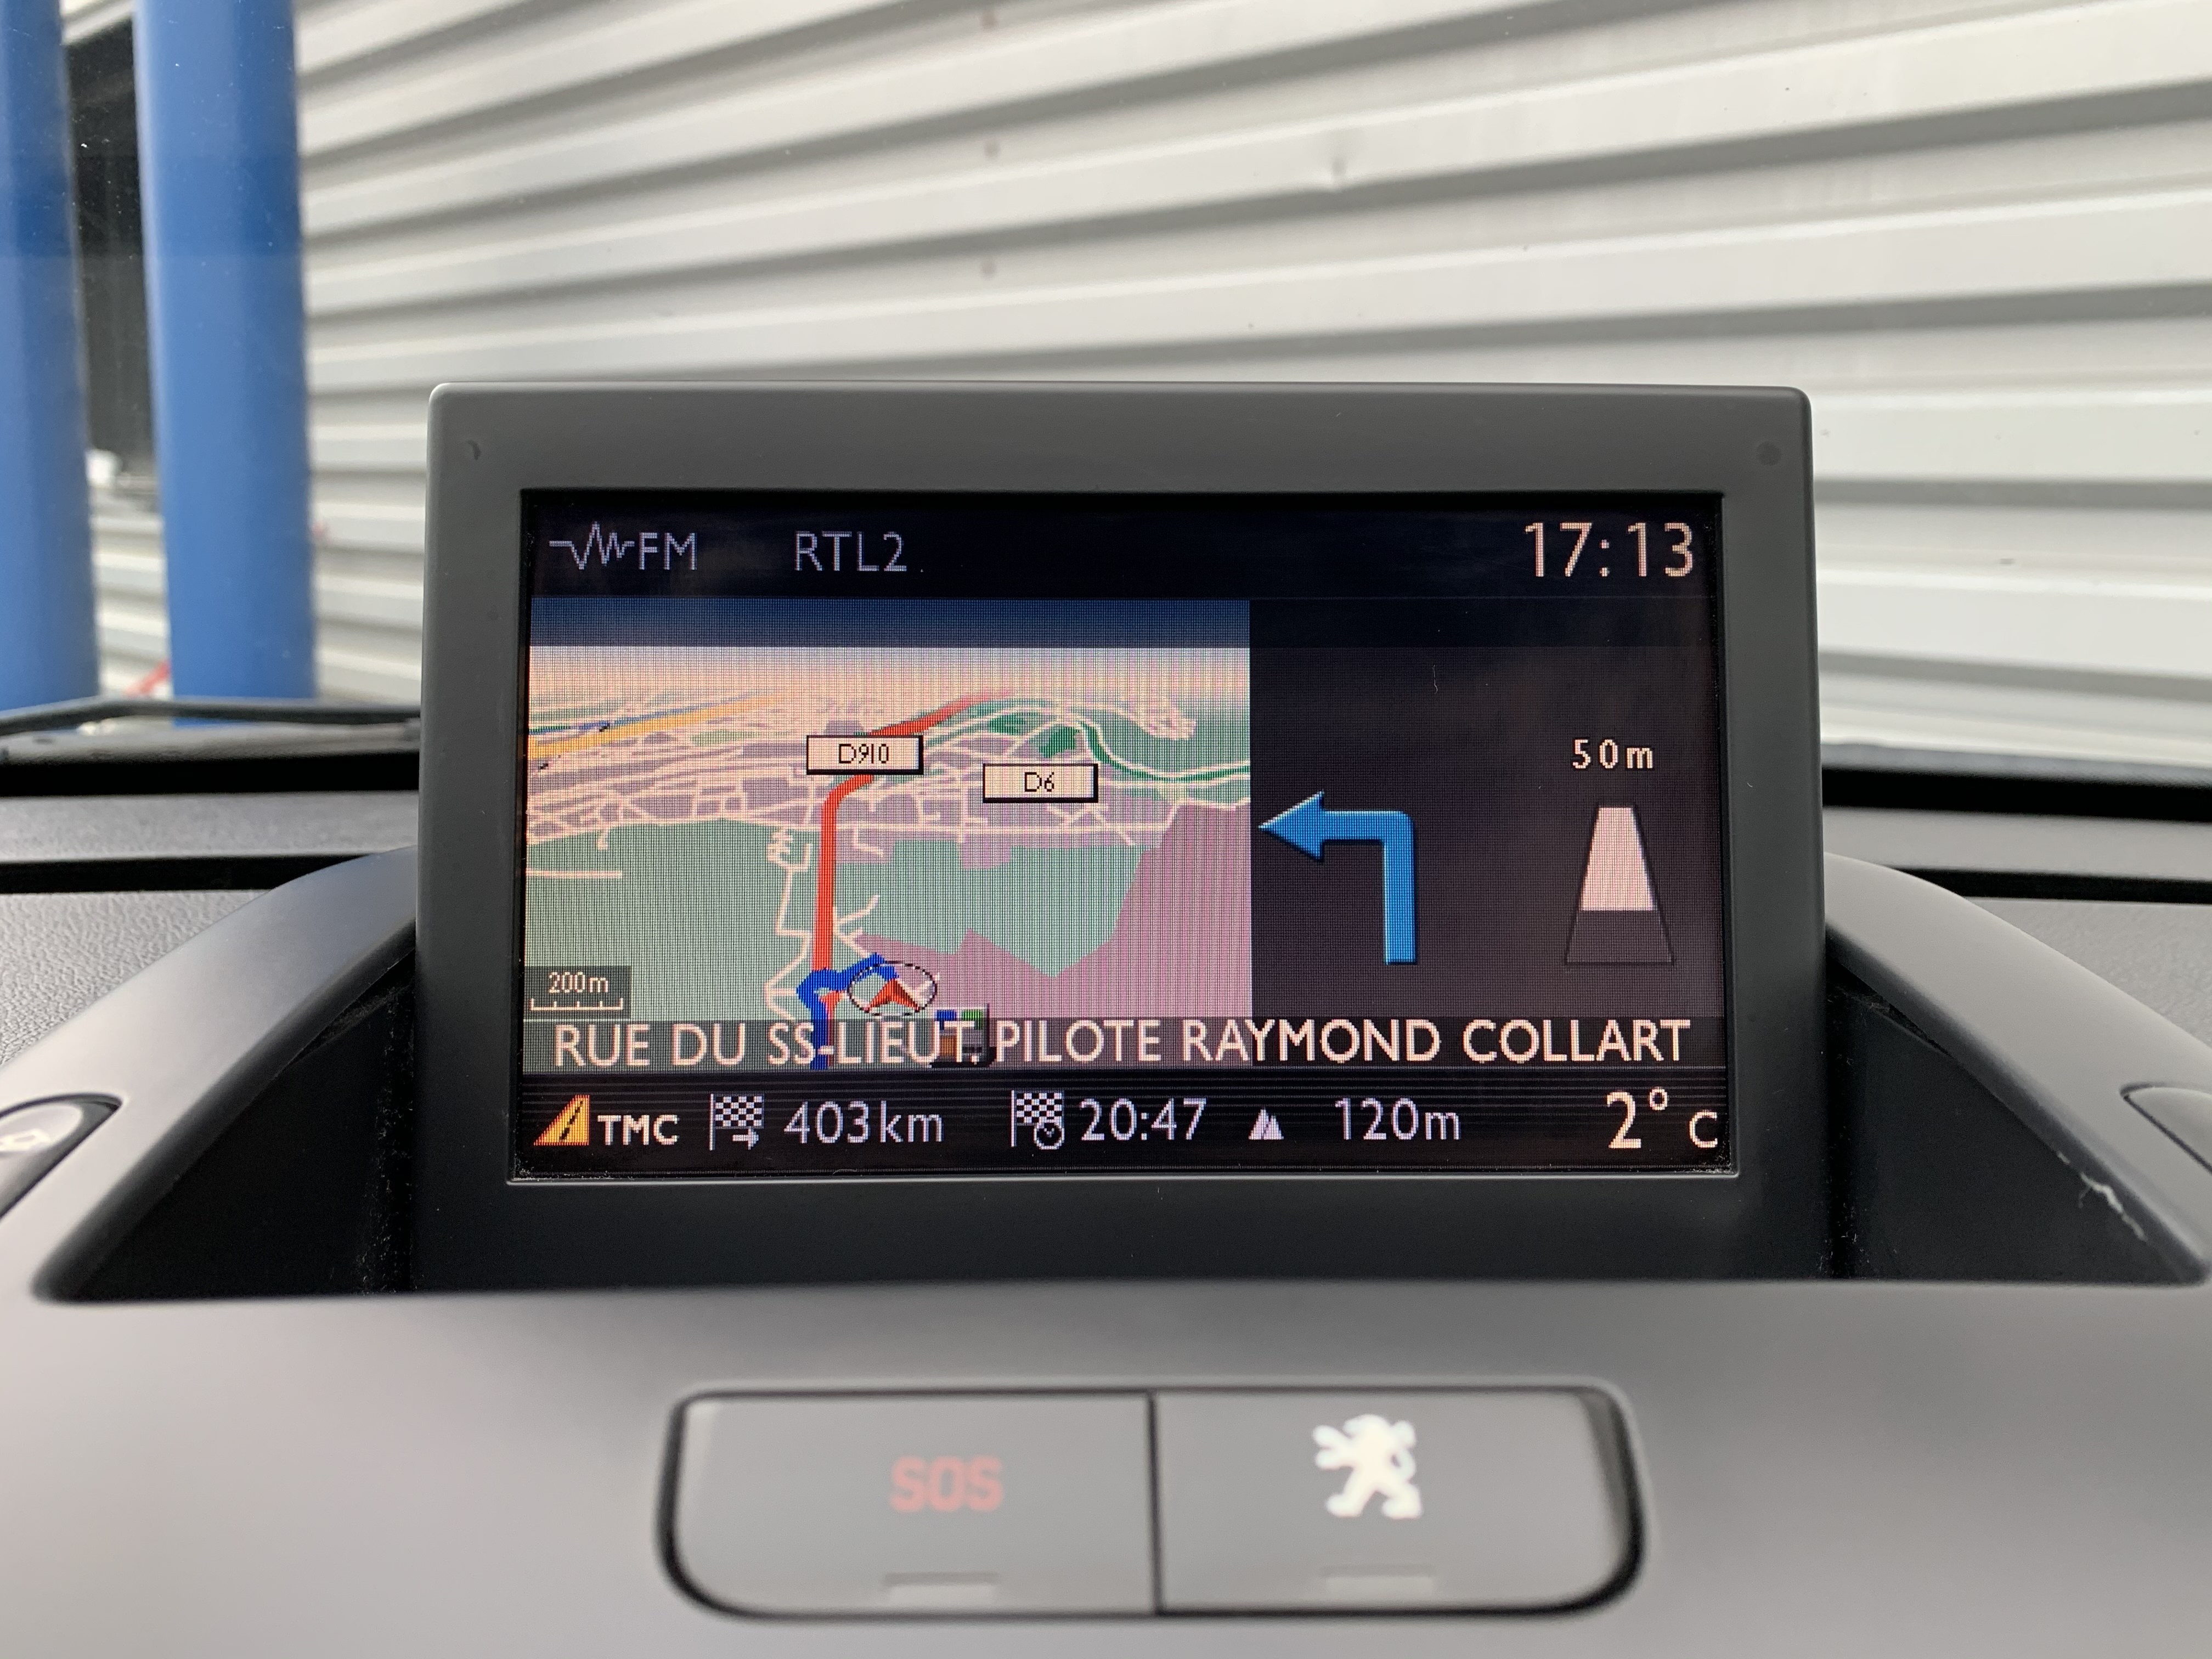 FM RTL2 17:13
50m
D910
D6
200m
RUE DU SS-LIEUT. PILOTE RAYMOND COLLART
TMC 403km 20:47 120m 2° C
SOS